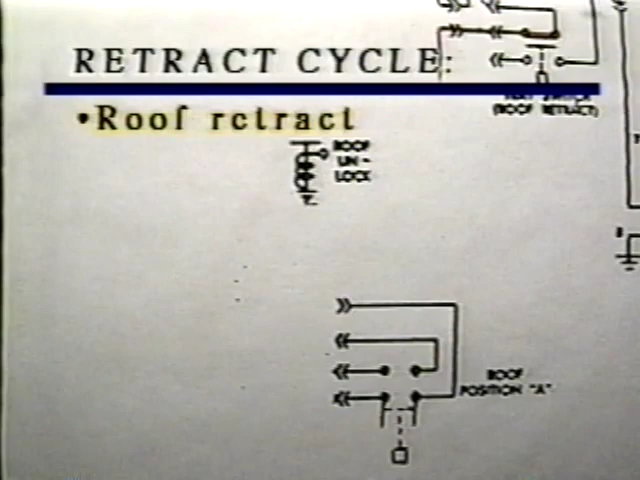 RETRACT CYCLE:
(ROOF RETRACT)
•Roof retract
ROOF
UN-
LOCK
ROOF
POSITION "A"